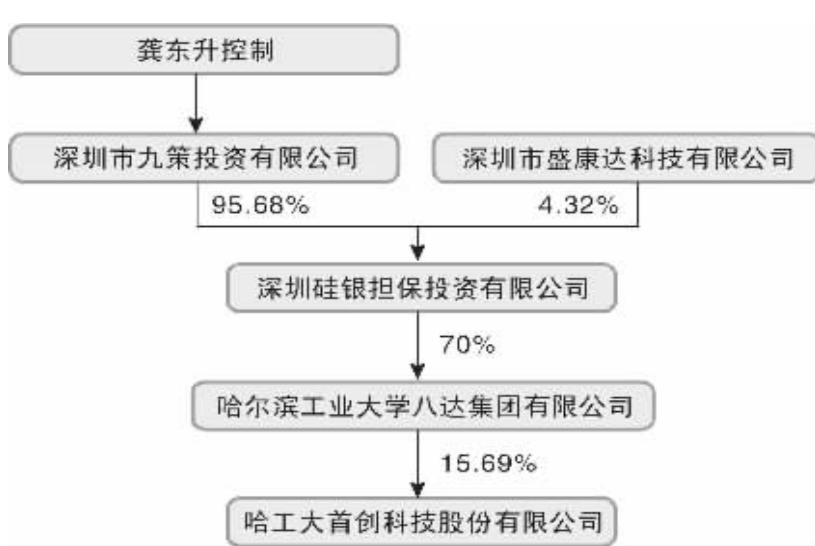 龚东升控制
深圳市九策投资有限公司
深圳市盛康达科技有限公司
95.68%
4.32%
深圳硅银担保投资有限公司
70%
哈尔滨工业大学八达集团有限公司
15.69%
哈工大首创科技股份有限公司